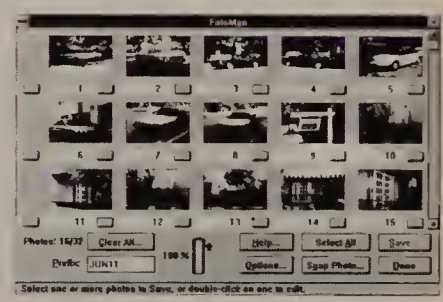 FotoMan
1 2 3 4 5
6 7 8 9 10
11 12 13 14 15
Photos: 15/32 Clear All... 100 % Help... Select All Save
Prefix: JUN11 Options... Snap Photo... Done
Select one or more photos to Save, or double-click on one to edit.